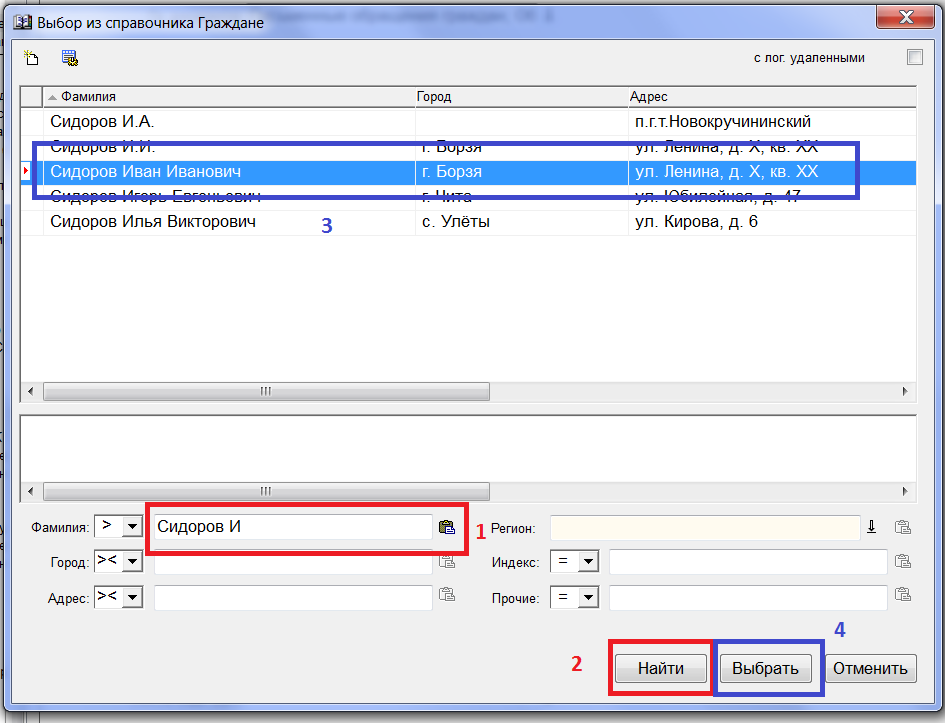 Выбор из справочника Граждане
с лог. удаленными
Фамилия Город Адрес
Сидоров И.А. п.г.т.Новокручининский
Сидоров И.И. г. Борзя ул. Ленина, д. X, кв. XX
Сидоров Иван Иванович г. Борзя ул. Ленина, д. X, кв. XX
Сидоров Игорь Евгеньевич г. Чита ул. Юбилейная, д. 47
Сидоров Илья Викторович с. Улёты ул. Кирова, д. 6
3
Фамилия: > Сидоров И 1 Регион:
Город: >< Индекс: =
Адрес: >< Прочие: =
4
2 Найти Выбрать Отменить